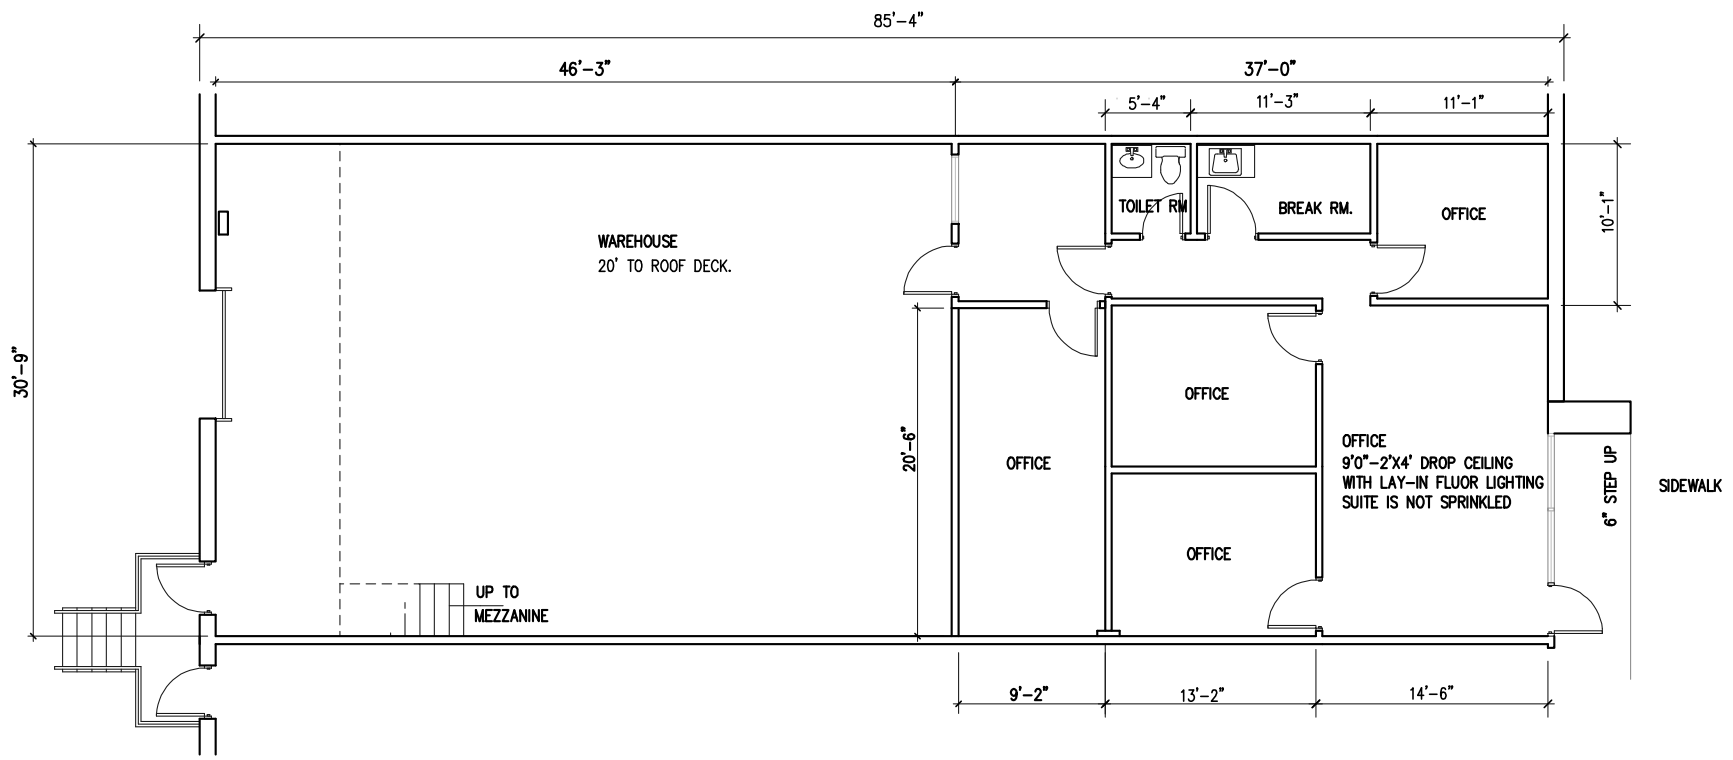 85'-4"
46'-3"
37'-0"
5'-4"
11'-3"
11'-1"
TOILET RM
BREAK RM.
OFFICE
10'-1"
WAREHOUSE
20' TO ROOF DECK.
30'-9"
OFFICE
20'-6"
OFFICE
OFFICE
9'0"-2'X4' DROP CEILING
WITH LAY-IN FLUOR LIGHTING
SUITE IS NOT SPRINKLED
6" STEP UP
SIDEWALK
OFFICE
UP TO
MEZZANINE
9'-2"
13'-2"
14'-6"